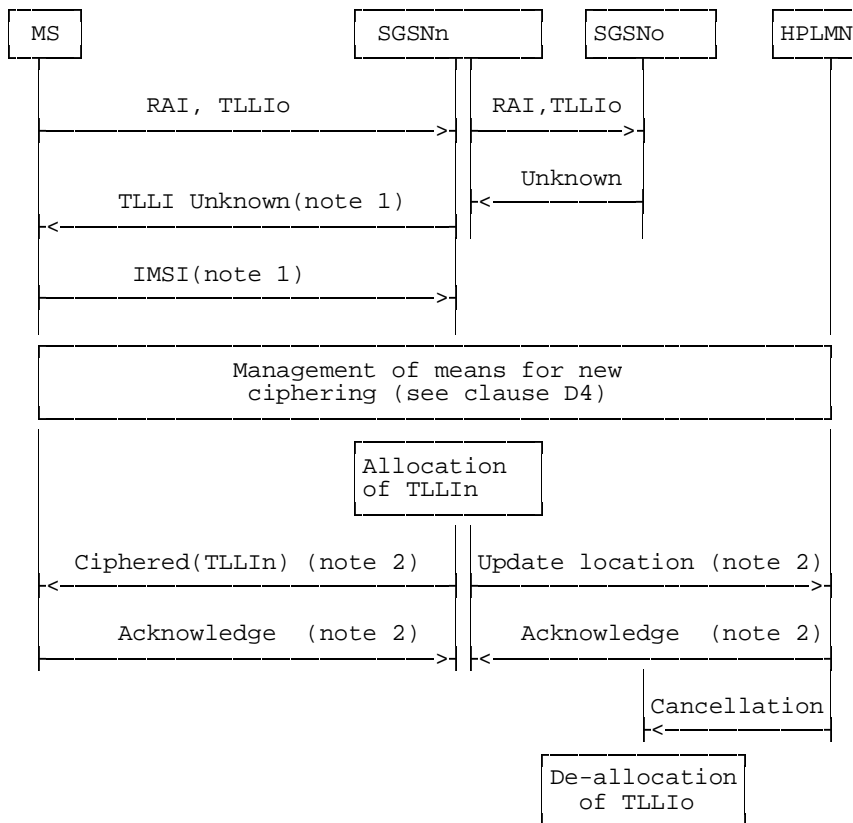 MS
SGSNn
SGSNo
HPLMN
RAI, TLLIo
RAI,TLLIo
Unknown
TLLI Unknown(note 1)
IMSI(note 1)
Management of means for new
ciphering (see clause D4)
Allocation
of TLLIn
Ciphered(TLLIn) (note 2)
Update location (note 2)
Acknowledge (note 2)
Acknowledge (note 2)
Cancellation
De-allocation
of TLLIo